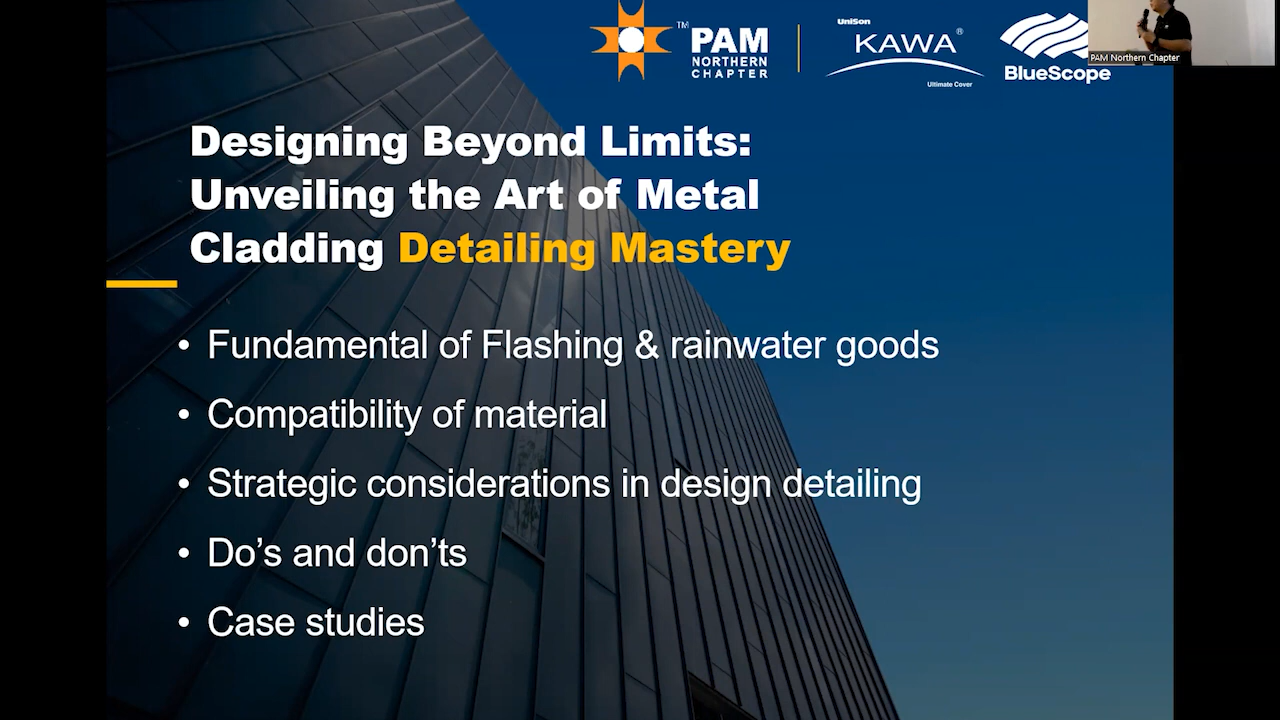 TM
PAM
NORTHERN
CHAPTER
UniSon
KAWA®
Ultimate Cover
BlueScope
PAM Northern Chapter
Designing Beyond Limits:
Unveiling the Art of Metal
Cladding Detailing Mastery
• Fundamental of Flashing & rainwater goods
• Compatibility of material
• Strategic considerations in design detailing
• Do’s and don’ts
• Case studies